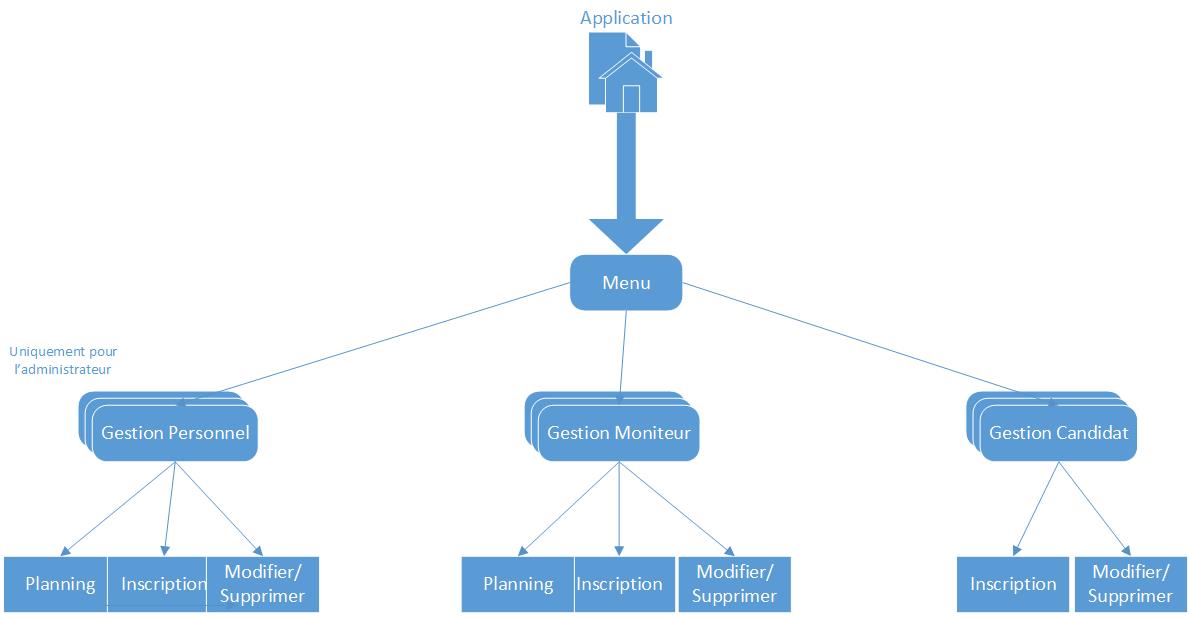 Application
Menu
Uniquement pour
l'administrateur
Gestion Personnel
Gestion Moniteur
Gestion Candidat
Planning
Inscription
Modifier/
Supprimer
Planning
Inscription
Modifier/
Supprimer
Inscription
Modifier/
Supprimer